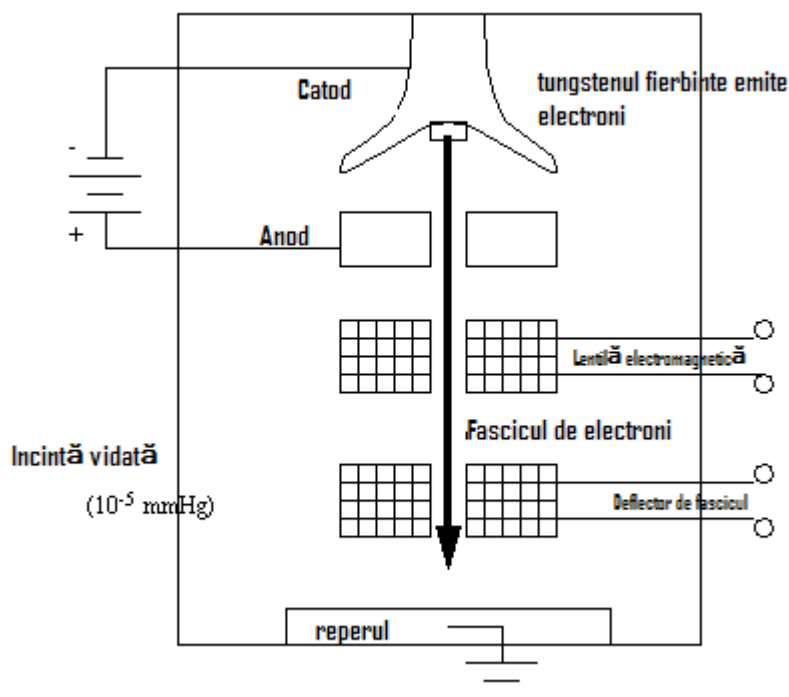 Catod
tungstenul fierbinte emite
electroni
-
+
Anod
Lentilă electromagnetică
Fascicul de electroni
Incintă vidată
(10⁻⁵ mmHg)
Deflector de fascicul
reperul